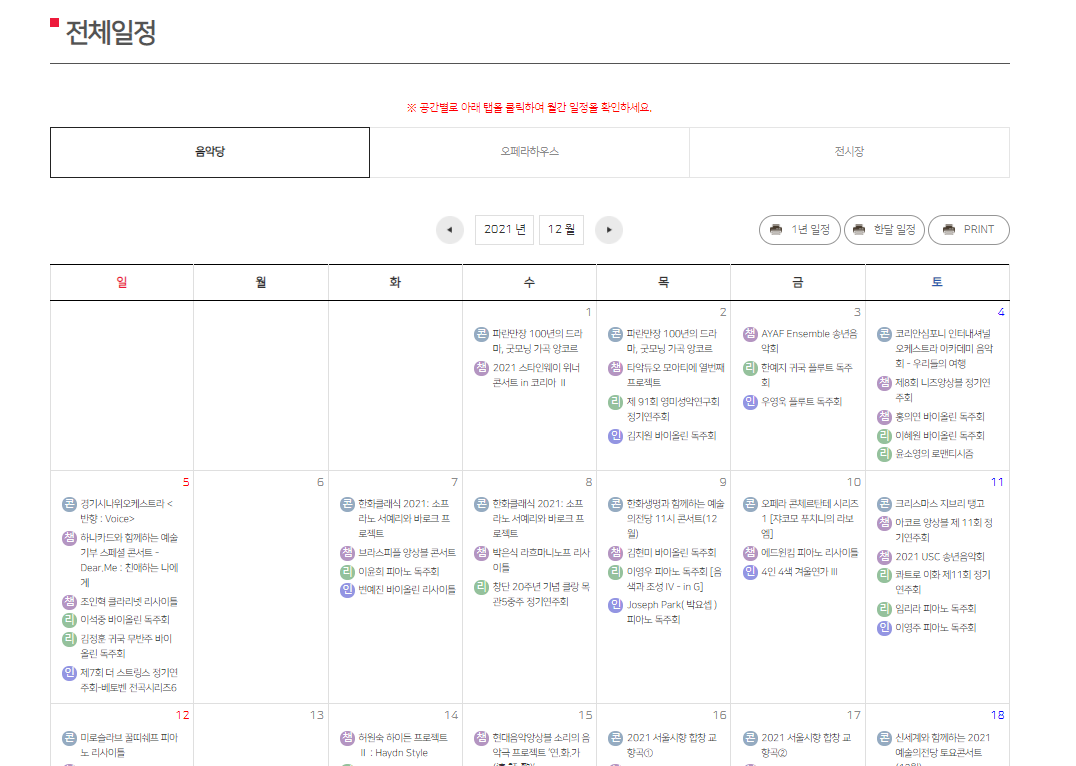 전체일정
※ 공간별로 아래 탭을 클릭하여 월간 일정을 확인하세요.
음악당
오페라하우스
전시장
2021 년
12 월
1년 일정
한달 일정
PRINT
일
월
화
수
목
금
토
1
콘 파란만장 100년의 드라
마, 굿모닝 가곡 앙코르
챔 2021 스타인웨이 위너
콘서트 in 코리아 Ⅱ
2
콘 파란만장 100년의 드라
마, 굿모닝 가곡 앙코르
챔 타악듀오 모아티에 열번째
프로젝트
리 제 91회 영미성악연구회
정기연주회
인 김지원 바이올린 독주회
3
챔 AYAF Ensemble 송년음
악회
리 한예지 귀국 플루트 독주
회
인 우영욱 플루트 독주회
4
콘 코리안심포니 인터내셔널
오케스트라 아카데미 음악
회 - 우리들의 여행
챔 제8회 니즈앙상블 정기연
주회
챔 홍의연 바이올린 독주회
리 이혜원 바이올린 독주회
리 윤소영의 로맨티시즘
5
콘 경기시나위오케스트라 <
반향 : Voice>
챔 하나카드와 함께하는 예술
기부 스페셜 콘서트 -
Dear.Me : 친애하는 나에
게
챔 조인혁 클라리넷 리사이틀
리 이석중 바이올린 독주회
리 김정훈 귀국 무반주 바이
올린 독주회
인 제7회 더 스트링스 정기연
주회-베토벤 전곡시리즈6
6
7
콘 한화클래식 2021: 소프
라노 서예리와 바로크 프
로젝트
챔 브라스피플 앙상블 콘서트
리 이윤희 피아노 독주회
인 빈예진 바이올린 리사이틀
8
콘 한화클래식 2021: 소프
라노 서예리와 바로크 프
로젝트
챔 박은식 라흐마니노프 리사
이틀
리 창단 20주년 기념 클랑 목
관5중주 정기연주회
9
콘 한화생명과 함께하는 예술
의전당 11시 콘서트(12
월)
챔 김현미 바이올린 독주회
리 이영우 피아노 독주회 [음
색과 조성 IV - in G]
인 Joseph Park( 박요셉 )
피아노 독주회
10
콘 오페라 콘체르탄테 시리즈
1 [쟈코모 푸치니의 라보
엠]
챔 에드윈킴 피아노 리사이틀
인 4인 4색 겨울인가Ⅲ
11
콘 크리스마스 지브리 탱고
챔 아코르 앙상블 제 11회 정
기연주회
챔 2021 USC 송년음악회
리 콰트로 이화 제11회 정기
연주회
리 임리라 피아노 독주회
인 이영주 피아노 독주회
12
콘 미로슬라브 꿀띠쉐프 피아
노 리사이틀
13
14
챔 허원숙 하이든 프로젝트
Ⅱ : Haydn Style
15
챔 현대음악앙상블 소리의 음
악극 프로젝트 '연.화.가
16
콘 2021 서울시향 합창 교
향곡①
17
콘 2021 서울시향 합창 교
향곡②
18
콘 신세계와 함께하는 2021
예술의전당 토요콘서트